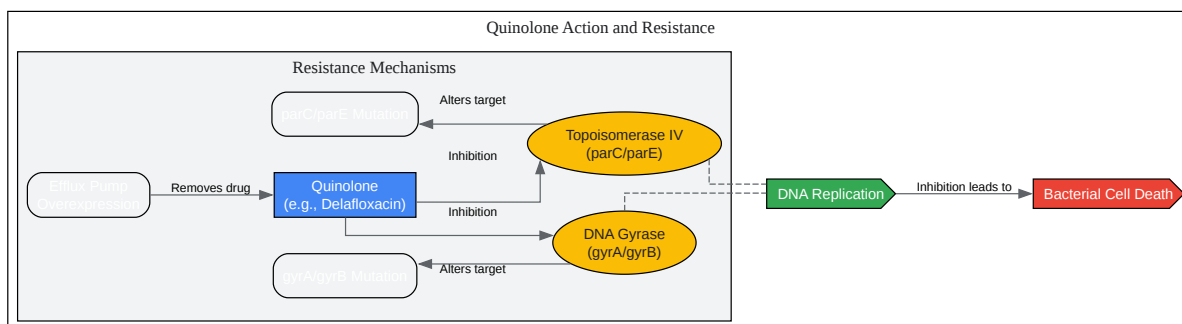 Quinolone Action and Resistance
Resistance Mechanisms
parC/parE Mutation
Alters target
Topoisomerase IV
(parC/parE)
Inhibition
Efflux Pump
Overexpression
Removes drug
Quinolone
(e.g., Delafloxacin)
Inhibition
DNA Replication
Inhibition leads to
Bacterial Cell Death
DNA Gyrase
(gyrA/gyrB)
gyrA/gyrB Mutation
Alters target